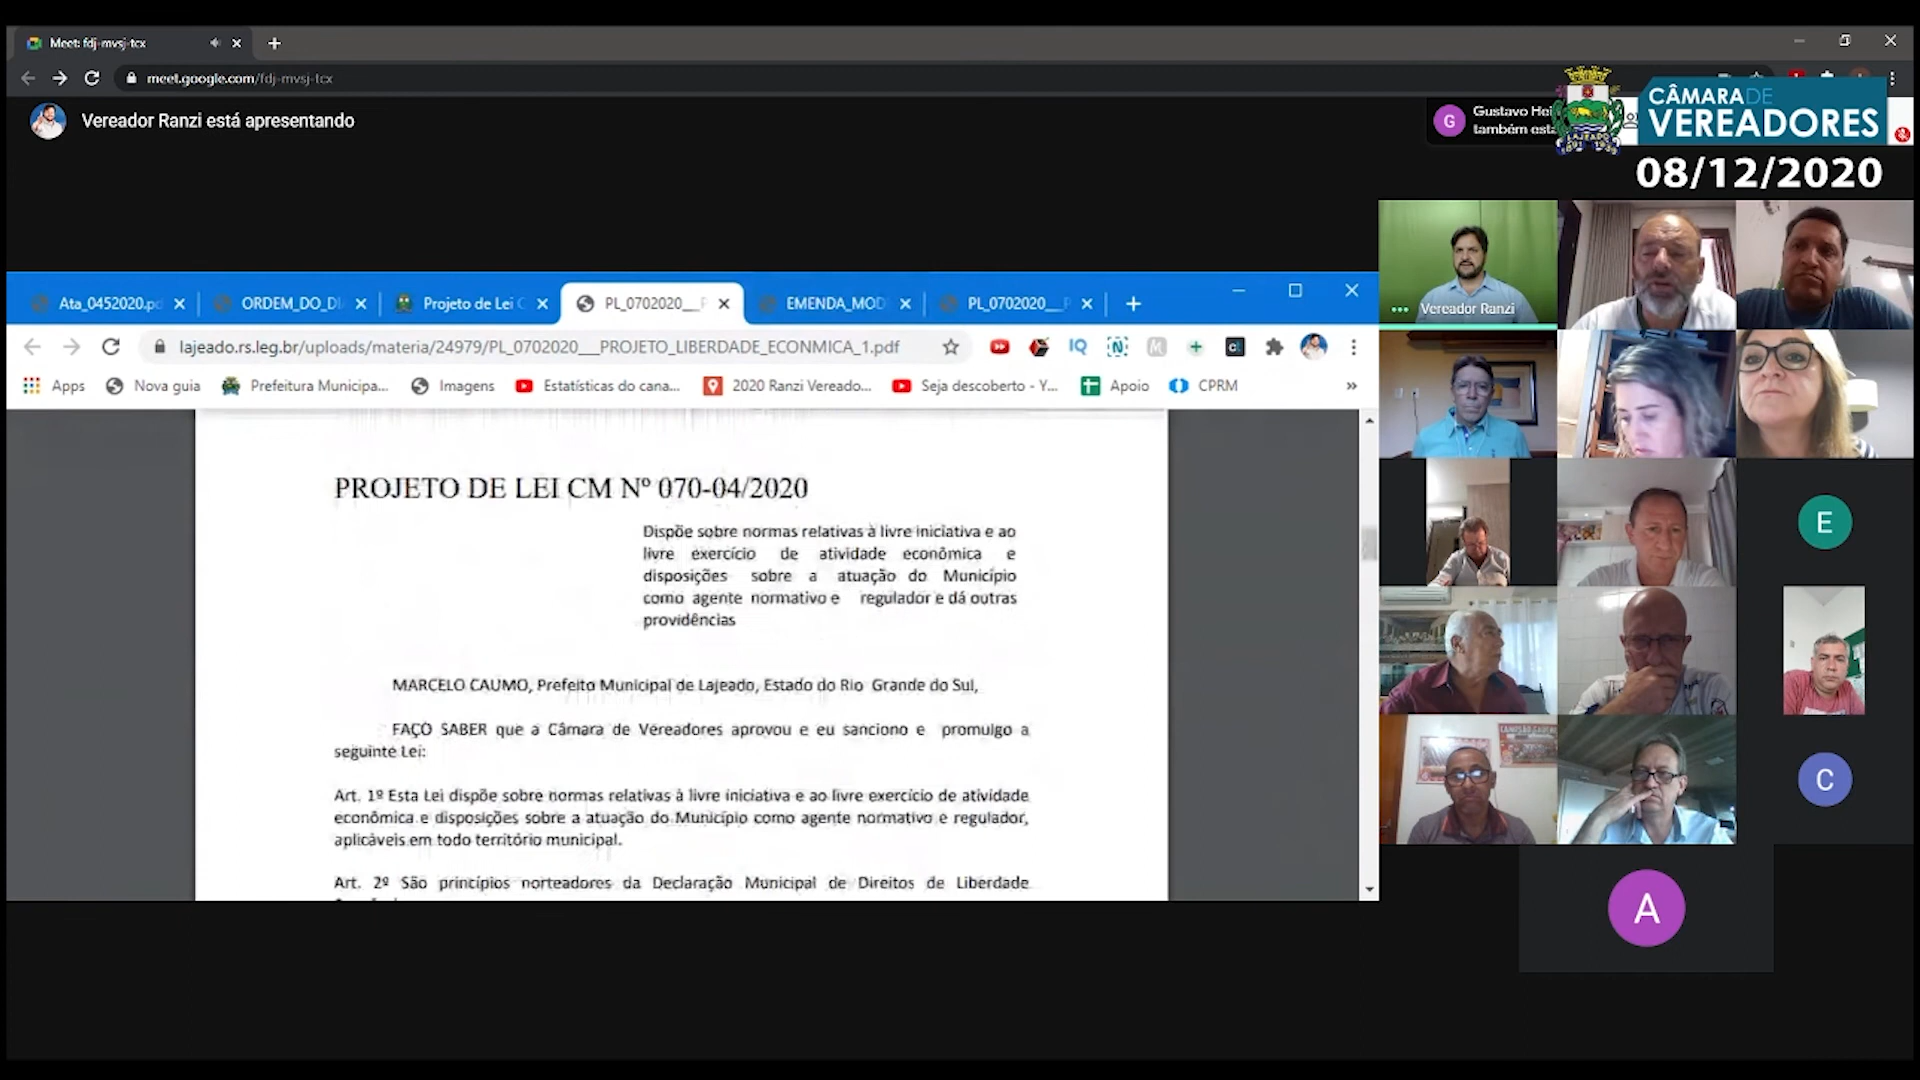 Meet: fdj-mvsj-tcx
meet.google.com/fdj-mvsj-tcx
Vereador Ranzi está apresentando
G
Gustavo Hei
também está
CÂMARA DE
VEREADORES
LAJEADO
08/12/2020
Ata_0452020.pd
ORDEM_DO_DI
Projeto de Lei C
PL_0702020__P
EMENDA_MOD
PL_0702020__P
lajeado.rs.leg.br/uploads/materia/24979/PL_0702020__PROJETO_LIBERDADE_ECONMICA_1.pdf
IQ
Apps
Nova guia
Prefeitura Municipa...
Imagens
Estatísticas do cana...
2020 Ranzi Vereado...
Seja descoberto - Y...
Apoio
CPRM
»
PROJETO DE LEI CM Nº 070-04/2020
Dispõe sobre normas relativas à livre iniciativa e ao
livre exercício de atividade econômica e
disposições sobre a atuação do Município
como agente normativo e regulador e dá outras
providências
MARCELO CAUMO, Prefeito Municipal de Lajeado, Estado do Rio Grande do Sul,
FAÇO SABER que a Câmara de Vereadores aprovou e eu sanciono e promulgo a
seguinte Lei:
Art. 1º Esta Lei dispõe sobre normas relativas à livre iniciativa e ao livre exercício de atividade
econômica e disposições sobre a atuação do Município como agente normativo e regulador,
aplicáveis em todo território municipal.
Art. 2º São princípios norteadores da Declaração Municipal de Direitos de Liberdade
Vereador Ranzi
E
C
A